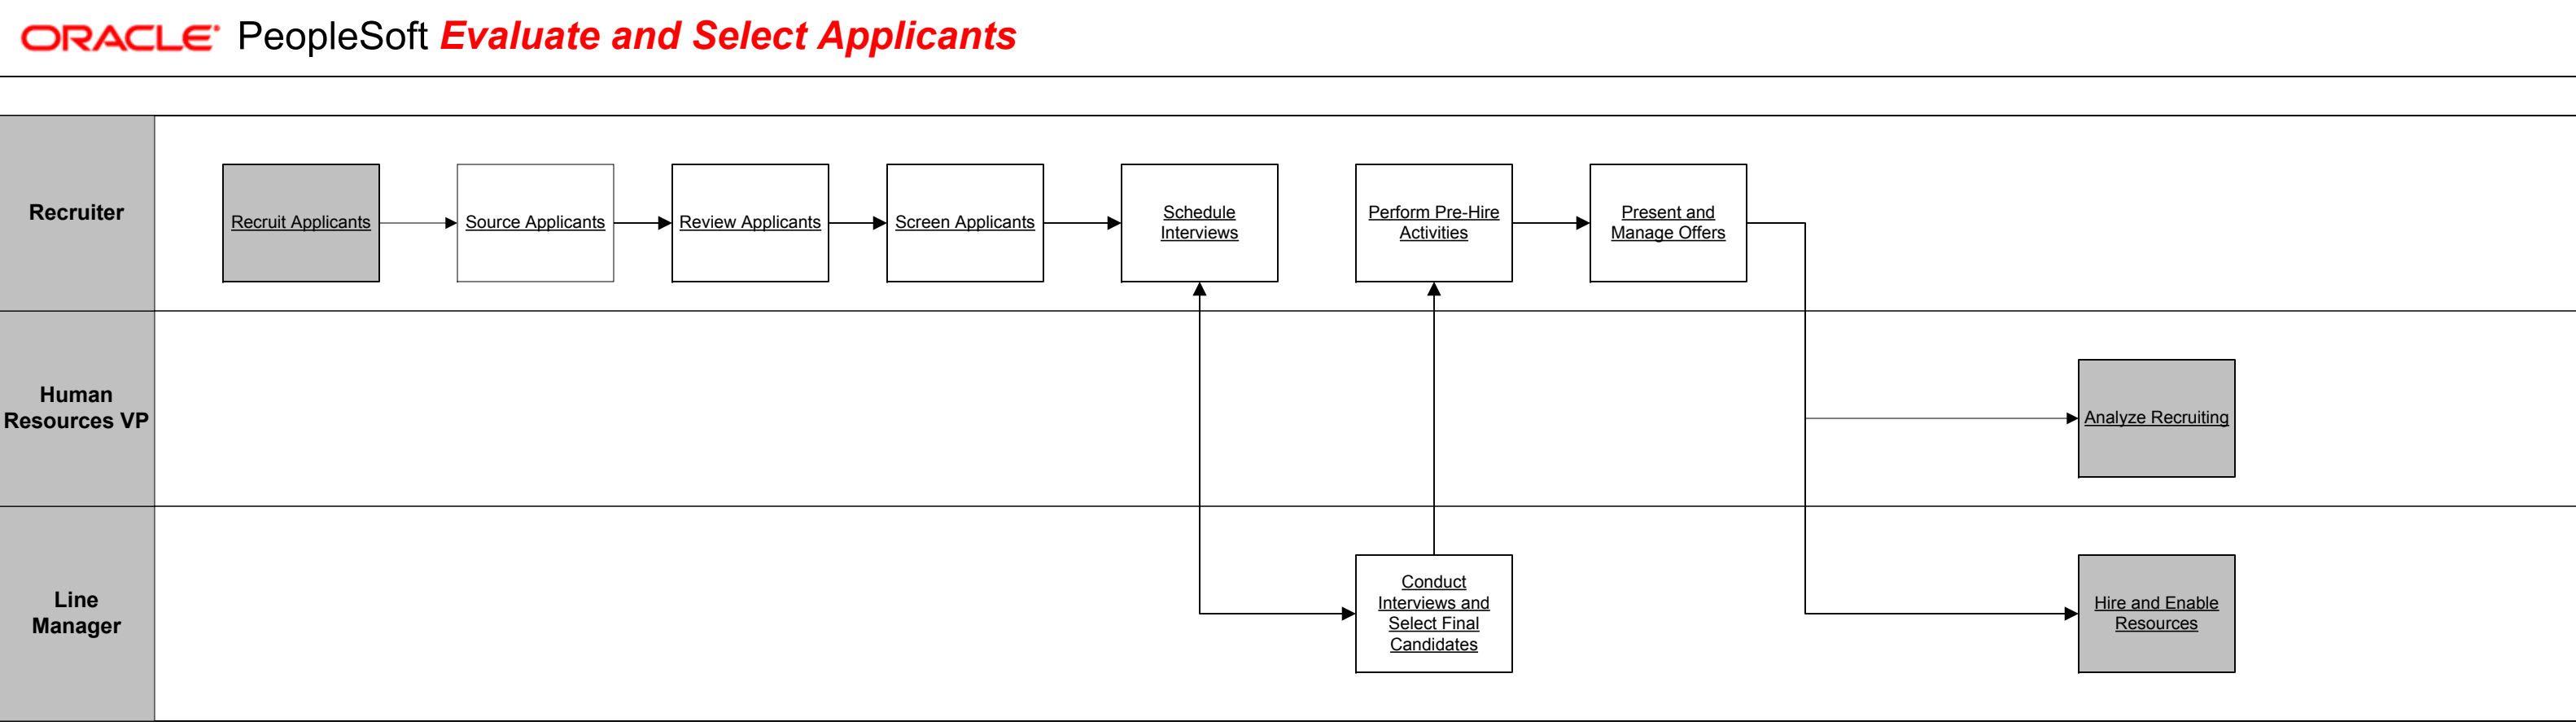 ORACLE PeopleSoft Evaluate and Select Applicants
Recruiter
Recruit Applicants
Source Applicants
Review Applicants
Screen Applicants
Schedule
Interviews
Perform Pre-Hire
Activities
Present and
Manage Offers
Human
Resources VP
Analyze Recruiting
Line
Manager
Conduct
Interviews and
Select Final
Candidates
Hire and Enable
Resources